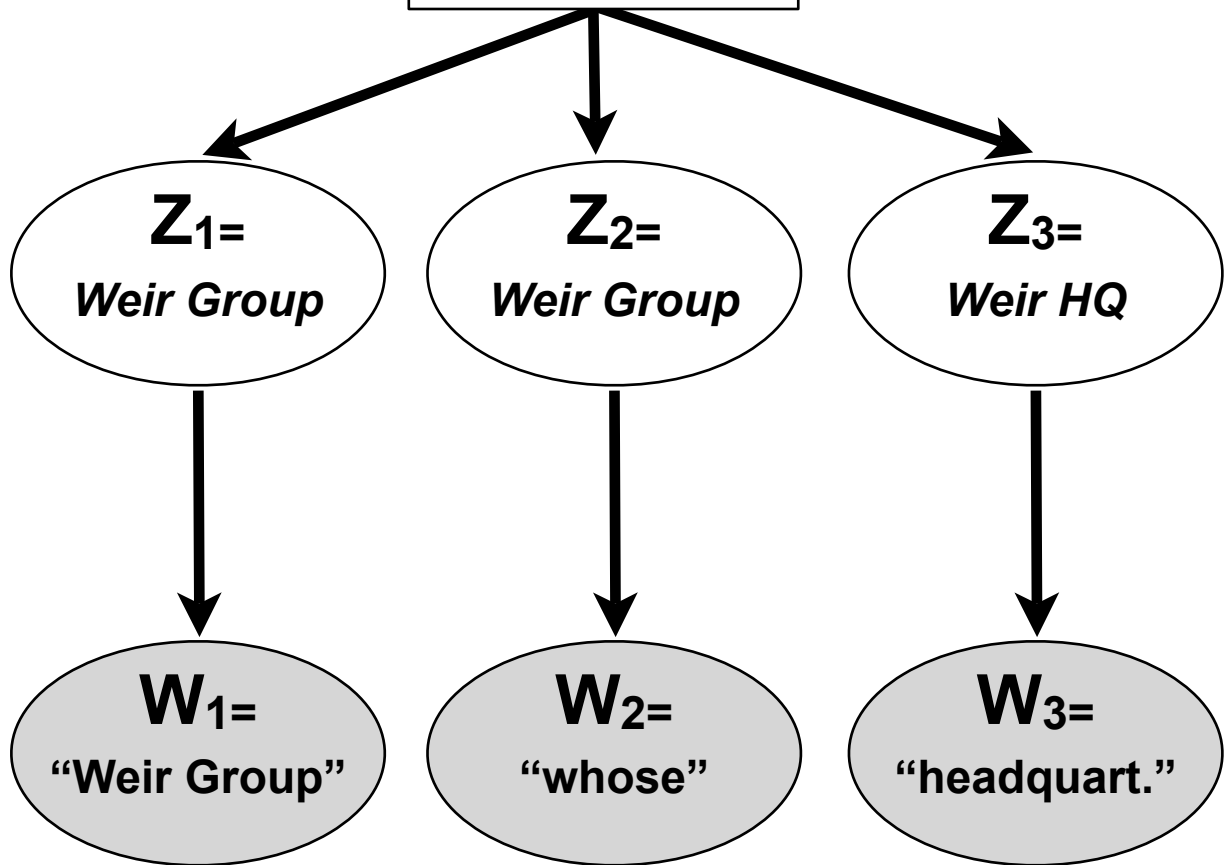 Z1=
Weir Group
Z2=
Weir Group
Z3=
Weir HQ
W1=
“Weir Group”
W2=
“whose”
W3=
“headquart.”